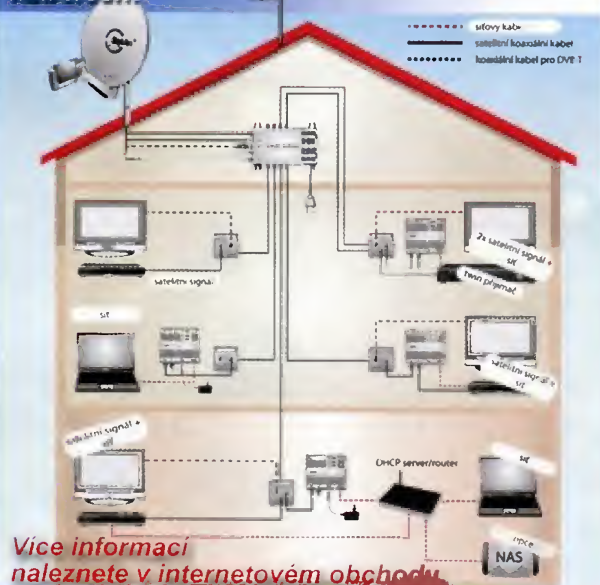 síťový kabel
satelitní koaxiální kabel
koaxiální kabel pro DVB-T
satelitní signál
2x satelitní signál +
síť
twin přijímač
síť
satelitní signál +
síť
satelitní signál +
síť
DHCP server/router
síť
NAS
Více informací
naleznete v internetovém obchodu